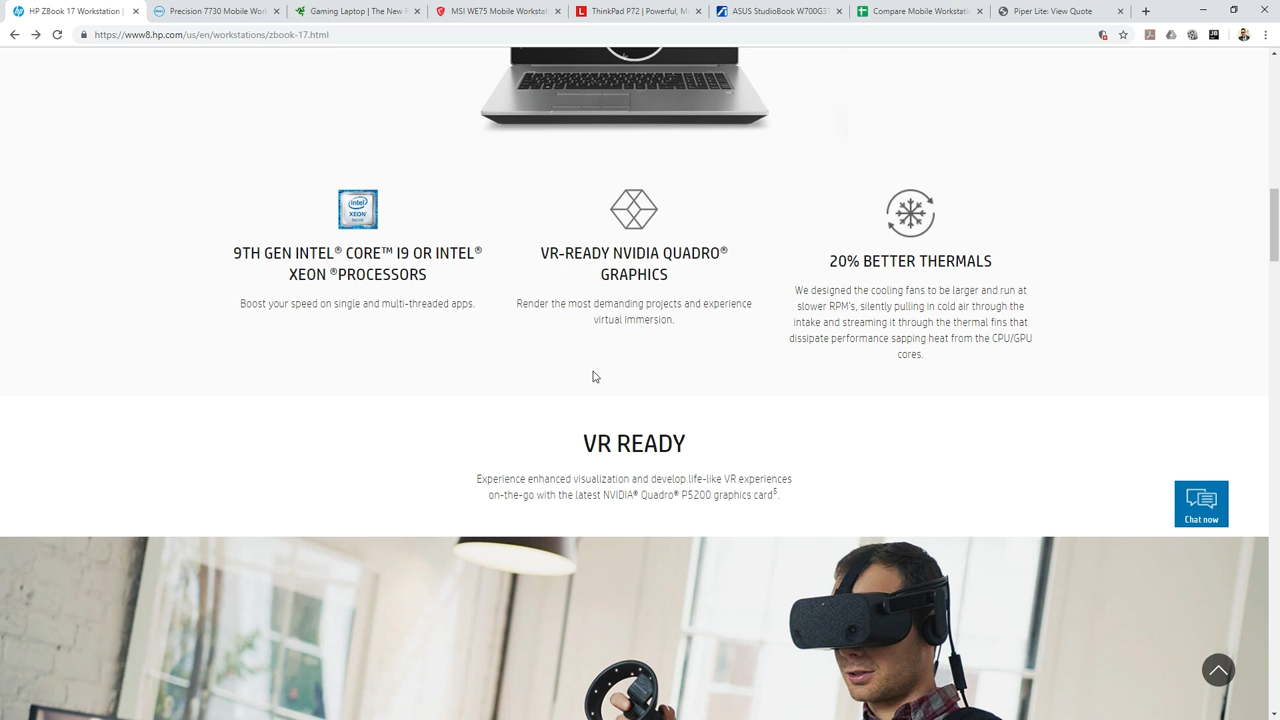 HP ZBook 17 Workstation |
Precision 7730 Mobile Wor
Gaming Laptop | The New
MSI WE75 Mobile Workstat
ThinkPad P72 | Powerful, M
ASUS StudioBook W700G3
Compare Mobile Workstati
Piper Lite: View Quote
https://www8.hp.com/us/en/workstations/zbook-17.html
intel
XEON
9TH GEN INTEL® CORE™ I9 OR INTEL®
XEON ®PROCESSORS
Boost your speed on single and multi-threaded apps.
VR-READY NVIDIA QUADRO®
GRAPHICS
Render the most demanding projects and experience
virtual immersion.
20% BETTER THERMALS
We designed the cooling fans to be larger and run at
slower RPM's, silently pulling in cold air through the
intake and streaming it through the thermal fins that
dissipate performance sapping heat from the CPU/GPU
cores.
VR READY
Experience enhanced visualization and develop life-like VR experiences
on-the-go with the latest NVIDIA® Quadro® P5200 graphics card⁵.
Chat now